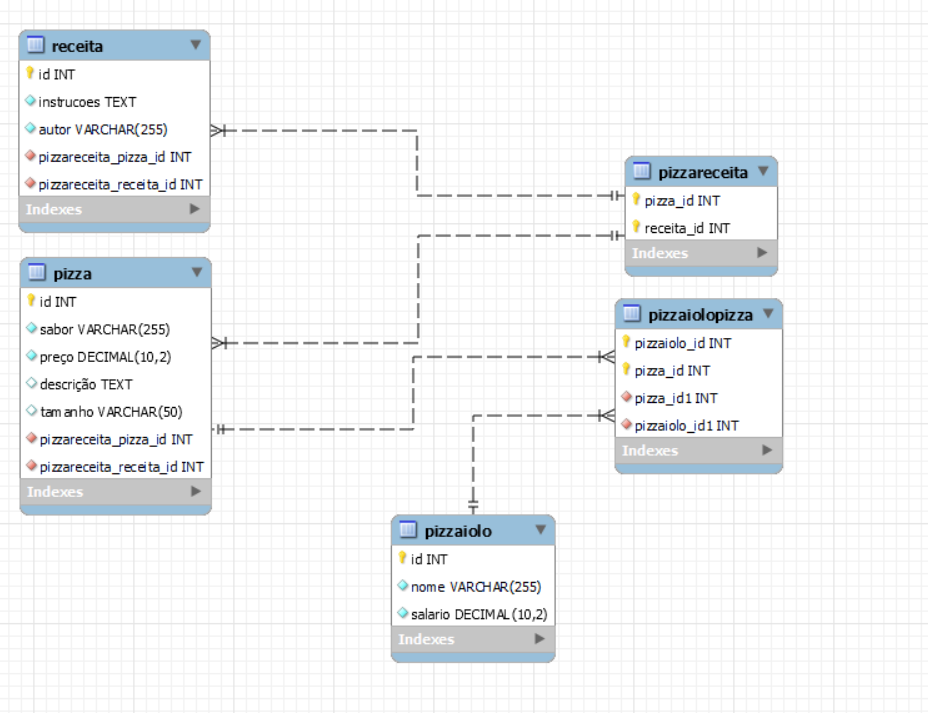 receita
id INT
instrucoes TEXT
autor VARCHAR(255)
pizzareceita_pizza_id INT
pizzareceita_receita_id INT
Indexes
pizza
id INT
sabor VARCHAR(255)
preço DECIMAL(10,2)
descrição TEXT
tamanho VARCHAR(50)
pizzareceita_pizza_id INT
pizzareceita_receita_id INT
Indexes
pizzareceita
pizza_id INT
receita_id INT
Indexes
pizzaiolopizza
pizzaiolo_id INT
pizza_id INT
pizza_id1 INT
pizzaiolo_id1 INT
Indexes
pizzaiolo
id INT
nome VARCHAR(255)
salario DECIMAL(10,2)
Indexes